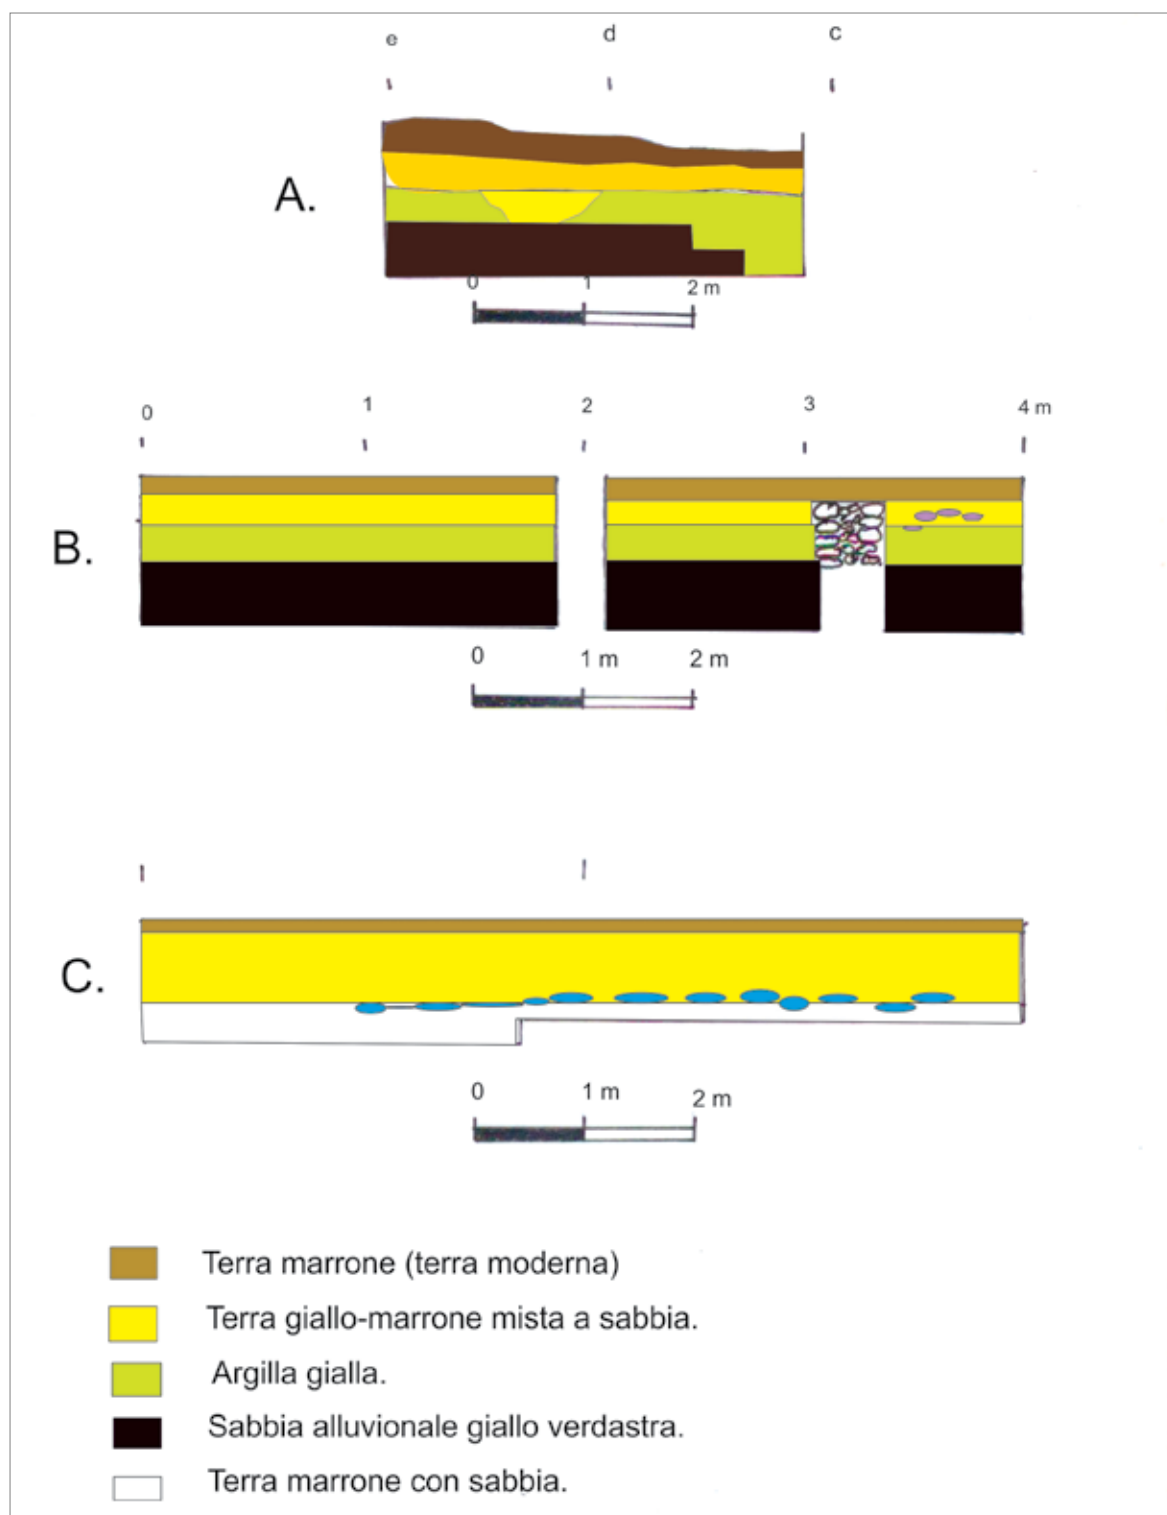 e d c
A.
0 1 2 m
0 1 2 3 4 m
B.
0 1 m 2 m
C.
0 1 m 2 m
Terra marrone (terra moderna)
Terra giallo-marrone mista a sabbia.
Argilla gialla.
Sabbia alluvionale giallo verdastra.
Terra marrone con sabbia.